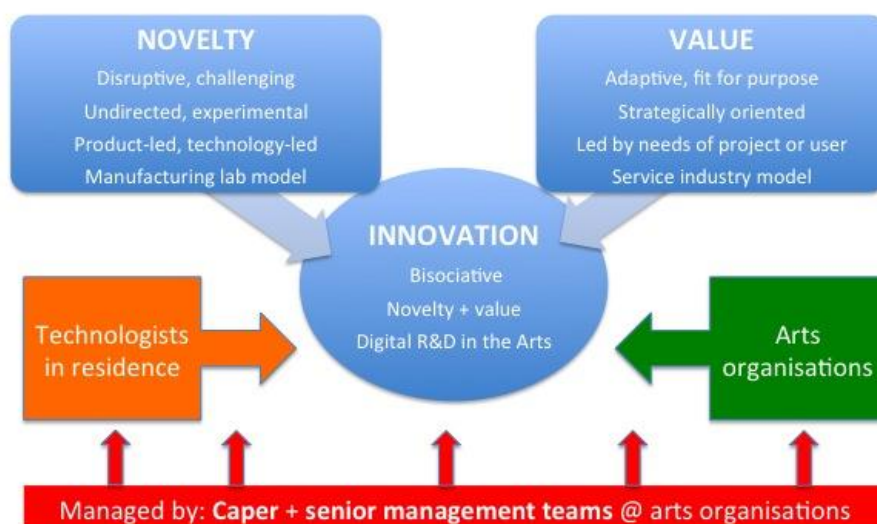 NOVELTY
Disruptive, challenging
Undirected, experimental
Product-led, technology-led
Manufacturing lab model
VALUE
Adaptive, fit for purpose
Strategically oriented
Led by needs of project or user
Service industry model
INNOVATION
Bisociative
Novelty + value
Digital R&D in the Arts
Technologists
in residence
Arts
organisations
Managed by: Caper + senior management teams @ arts organisations